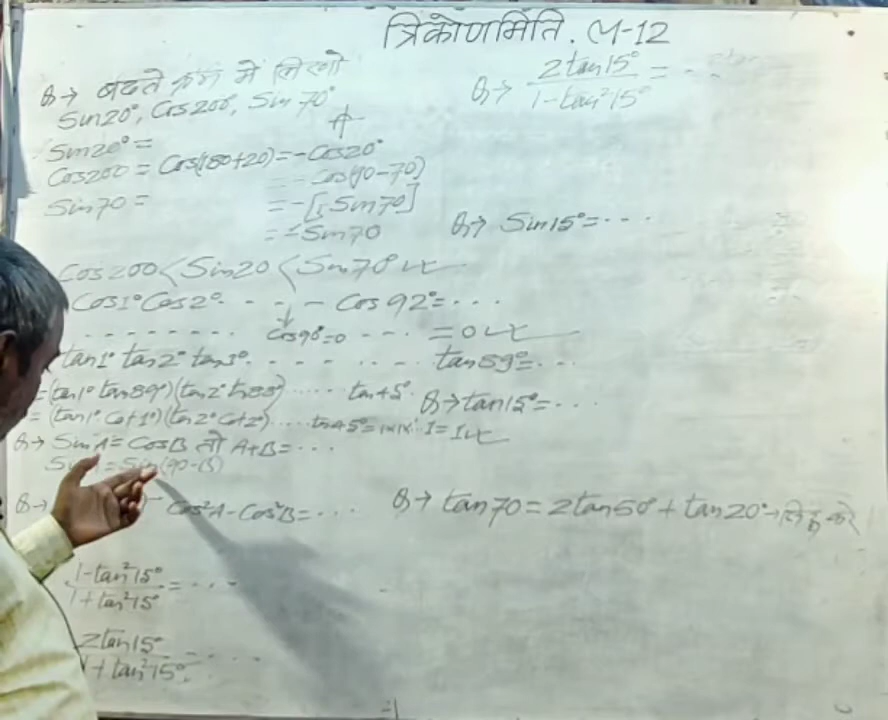 त्रिकोणमिति. L-12
Q→ बढते क्रम में लिखो
Sin20°, Cos200°, Sin70°
Sin20° =
Cos200 = Cos(180+20) = -Cos20°
= - Cos(90-70)
Sin70 =
= -[Sin70]
= -Sin70
Cos200 < Sin20 < Sin70°
Cos1° Cos2° - - - - Cos92° = ...
- - - - - - - - Cos90°=0 - - - - = 0
tan1° tan2° tan3° - - - - - - tan89° = - - -
= (tan1° tan89°)(tan2° tan88°) ...... tan45°
= (tan1° Cot1°)(tan2° Cot2°) ..... tan45° = 1×1×..1 = 1
Q→ SinA = CosB तो A+B = ...
= Sin(90-B)
Q→
Cos²A - Cos²B = ...
1-tan²15° / 1+tan²15° = - - - -
2tan15° / 1+tan²15° - - - -
Q→ 2tan15° / 1-tan²15° = - - -
Q→ Sin15° = - - - -
Q→ tan15° = - - -
Q→ tan70 = 2tan50° + tan20° → सिद्ध करे